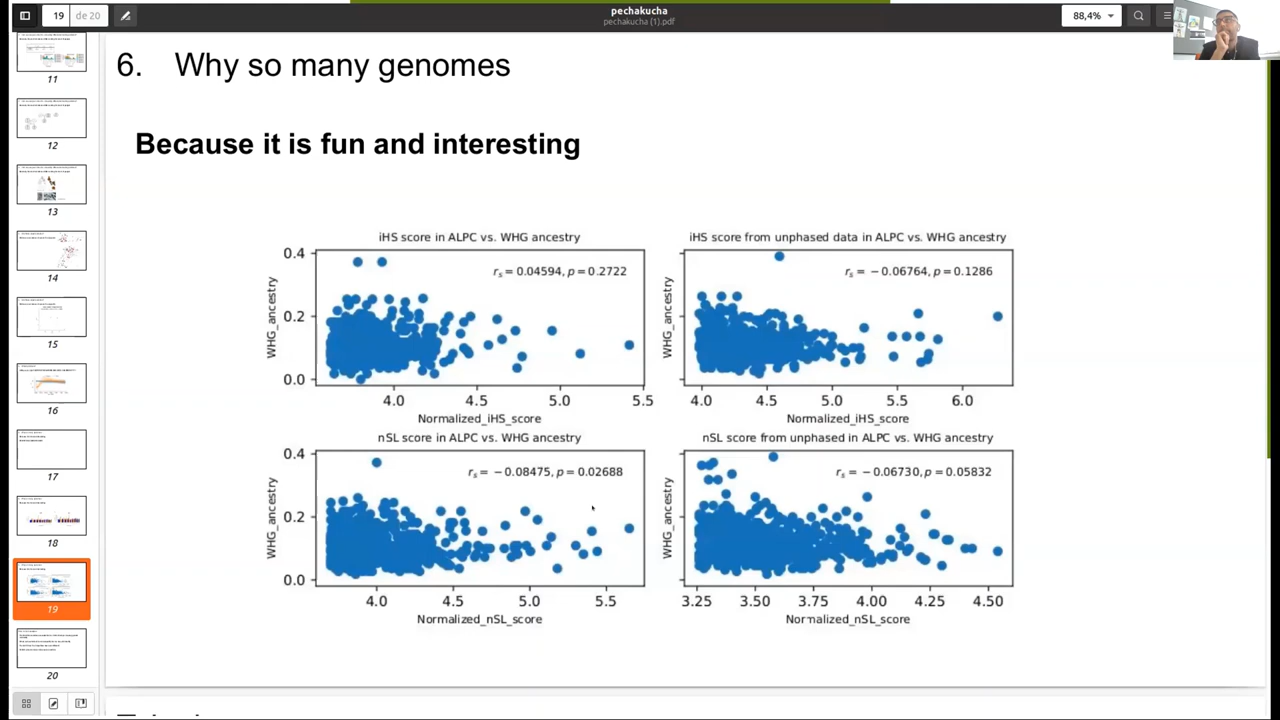 pechakucha
pechakucha (1).pdf
19 de 20
88,4%
11
12
13
14
15
16
17
18
19
20
6. Why so many genomes
Because it is fun and interesting
iHS score in ALPC vs. WHG ancestry
0.4
0.2
0.0
WHG_ancestry
r_s = 0.04594, p = 0.2722
4.0 4.5 5.0 5.5
Normalized_iHS_score
iHS score from unphased data in ALPC vs. WHG ancestry
WHG_ancestry
r_s = −0.06764, p = 0.1286
4.0 4.5 5.0 5.5 6.0
Normalized_iHS_score
nSL score in ALPC vs. WHG ancestry
0.4
0.2
0.0
WHG_ancestry
r_s = −0.08475, p = 0.02688
4.0 4.5 5.0 5.5
Normalized_nSL_score
nSL score from unphased in ALPC vs. WHG ancestry
WHG_ancestry
r_s = −0.06730, p = 0.05832
3.25 3.50 3.75 4.00 4.25 4.50
Normalized_nSL_score